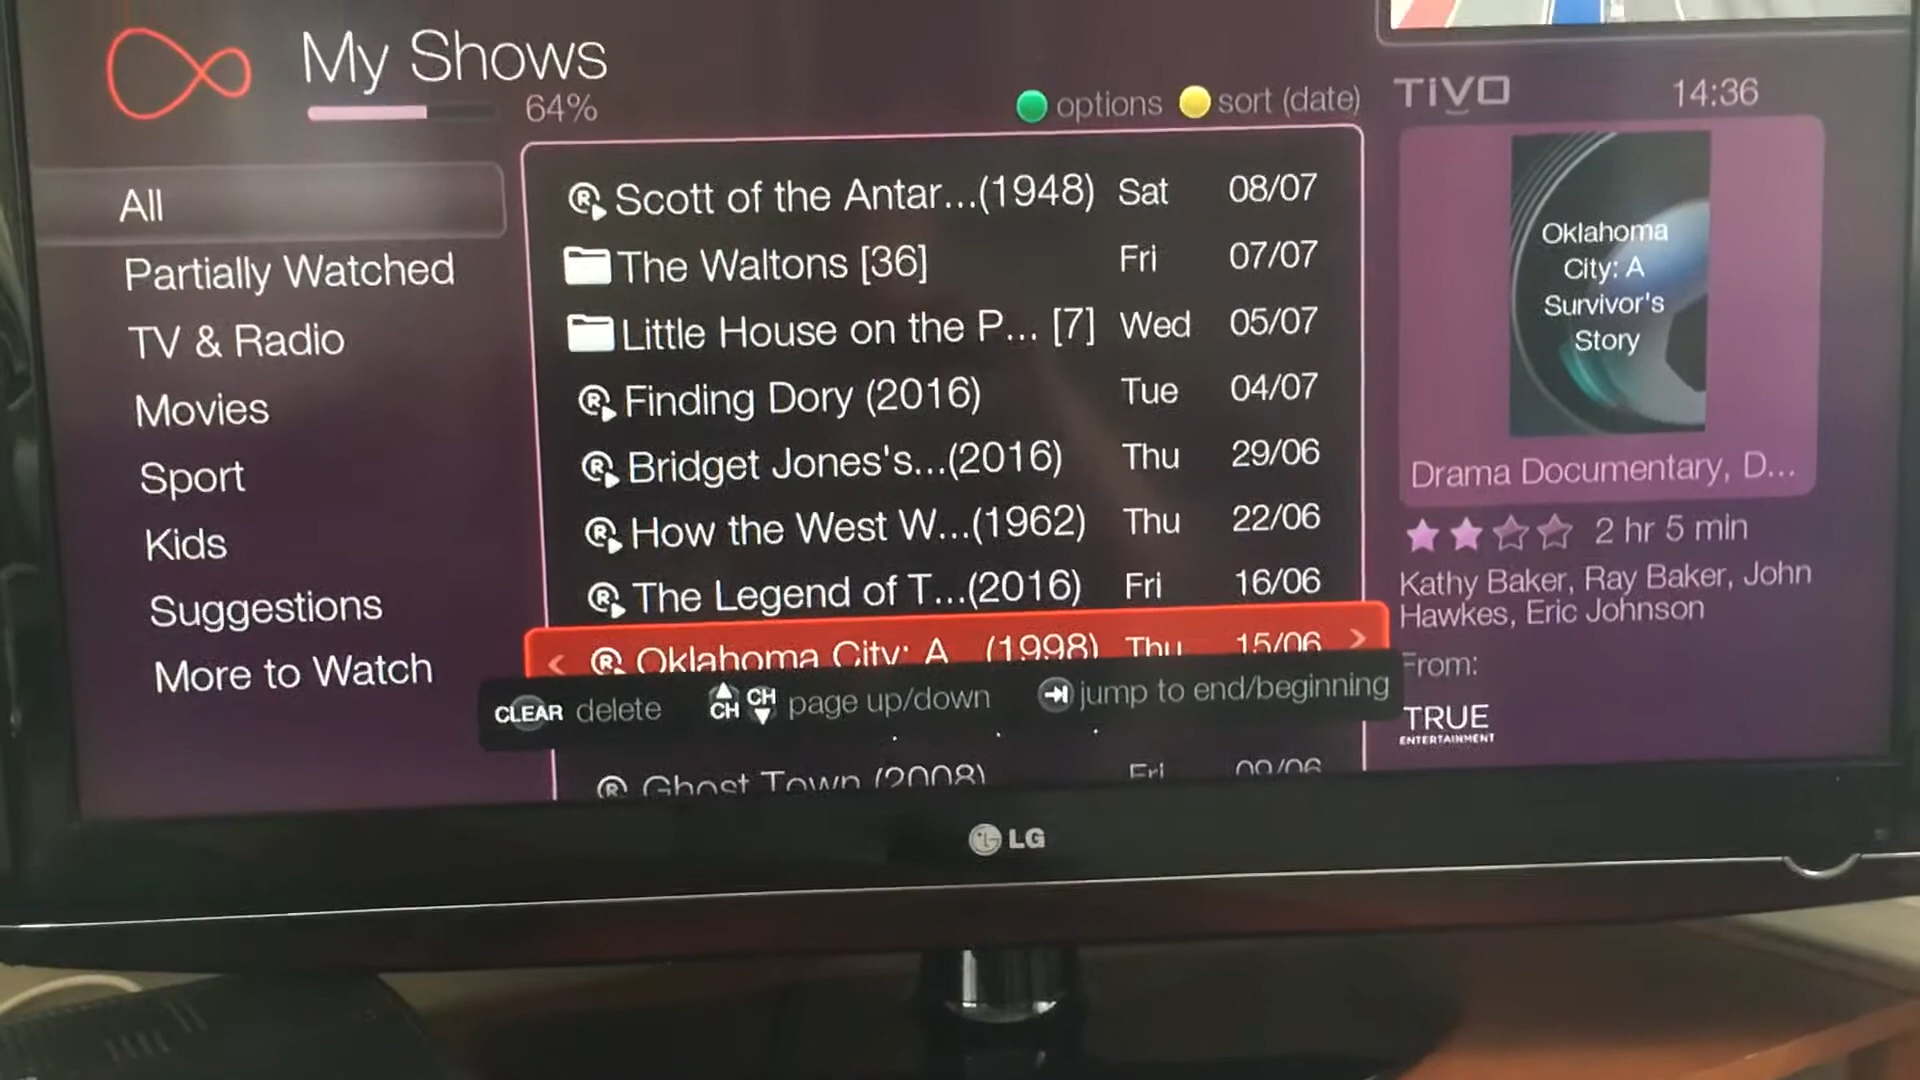 My Shows
64%
options sort (date)
TiVo 14:36
All
Partially Watched
TV & Radio
Movies
Sport
Kids
Suggestions
More to Watch
Scott of the Antar...(1948) Sat 08/07
The Waltons [36] Fri 07/07
Little House on the P... [7] Wed 05/07
Finding Dory (2016) Tue 04/07
Bridget Jones's...(2016) Thu 29/06
How the West W...(1962) Thu 22/06
The Legend of T...(2016) Fri 16/06
Oklahoma City: A ...(1998) Thu 15/06
CLEAR delete CH CH page up/down jump to end/beginning
Ghost Town (2008) Fri 09/06
Oklahoma
City: A
Survivor's
Story
Drama Documentary, D...
2 hr 5 min
Kathy Baker, Ray Baker, John
Hawkes, Eric Johnson
From:
TRUE
ENTERTAINMENT
LG